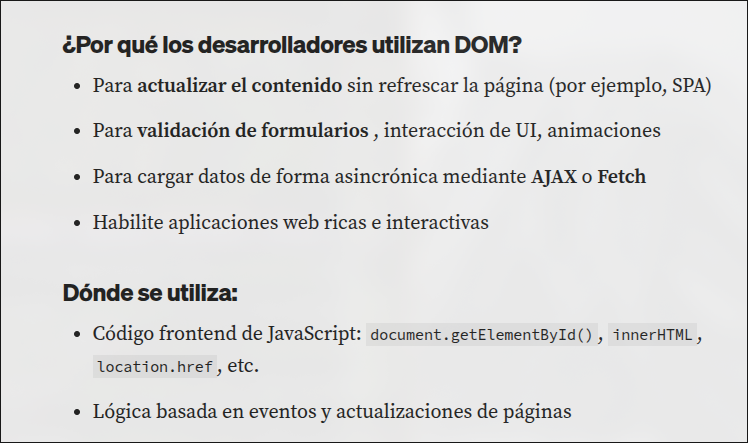 ¿Por qué los desarrolladores utilizan DOM?
• Para actualizar el contenido sin refrescar la página (por ejemplo, SPA)
• Para validación de formularios , interacción de UI, animaciones
• Para cargar datos de forma asincrónica mediante AJAX o Fetch
• Habilite aplicaciones web ricas e interactivas
Dónde se utiliza:
• Código frontend de JavaScript: document.getElementById() , innerHTML ,
location.href , etc.
• Lógica basada en eventos y actualizaciones de páginas